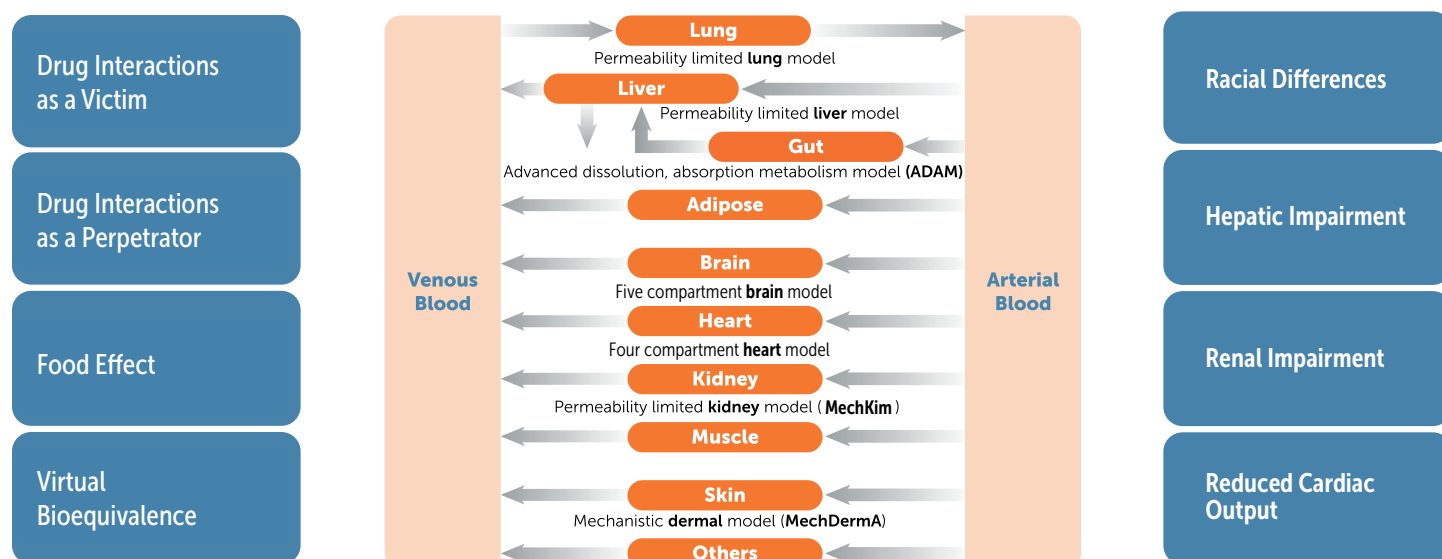 Drug Interactions
as a Victim
Drug Interactions
as a Perpetrator
Food Effect
Virtual
Bioequivalence
Venous
Blood
Lung
Permeability limited lung model
Liver
Permeability limited liver model
Gut
Advanced dissolution, absorption metabolism model (ADAM)
Adipose
Brain
Five compartment brain model
Heart
Four compartment heart model
Kidney
Permeability limited kidney model ( MechKim )
Muscle
Skin
Mechanistic dermal model (MechDermA)
Others
Arterial
Blood
Racial Differences
Hepatic Impairment
Renal Impairment
Reduced Cardiac
Output